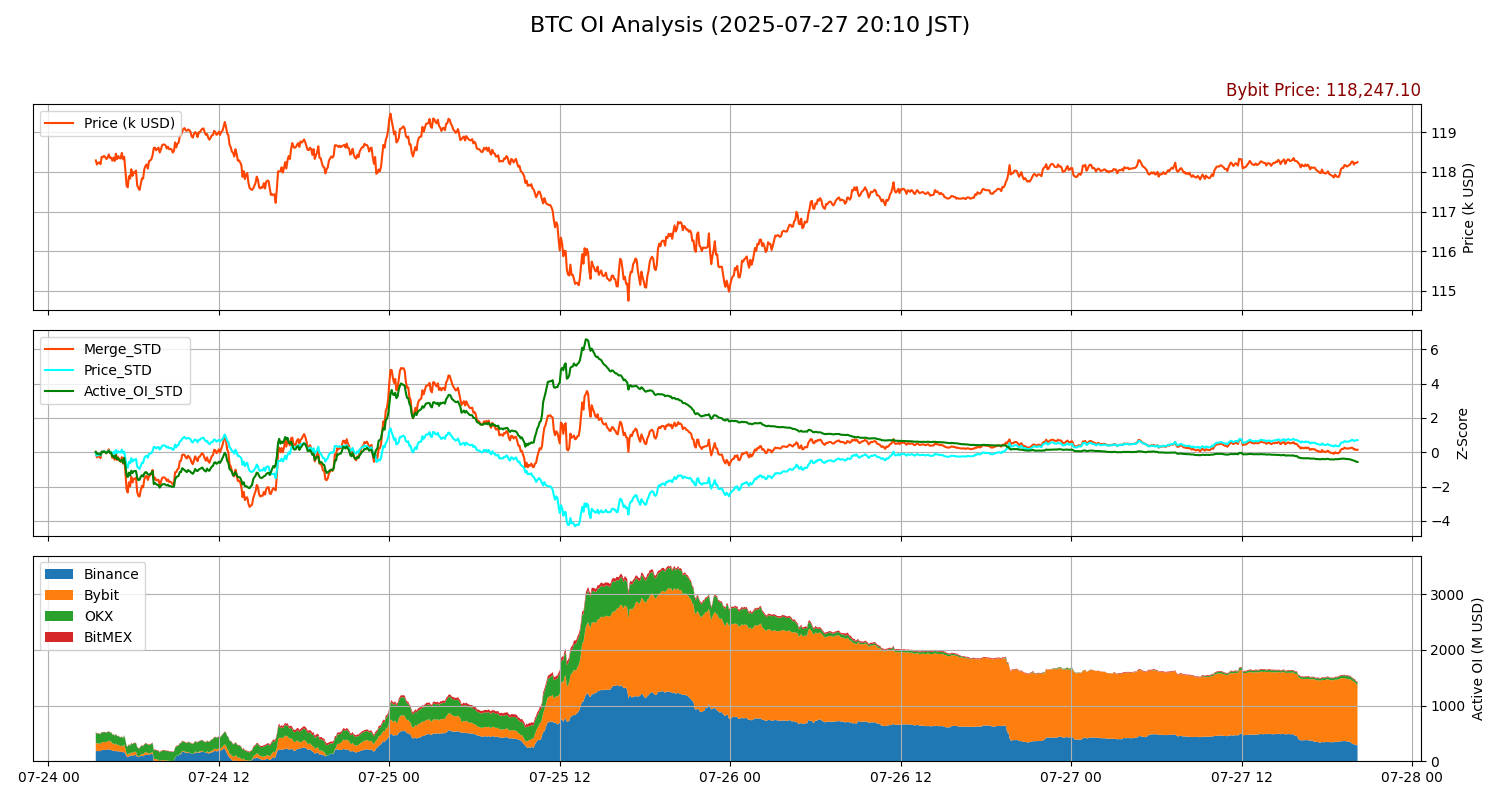 BTC OI Analysis (2025-07-27 20:10 JST)
Bybit Price: 118,247.10
Price (k USD)
119
118
117
116
115
Price (k USD)
Merge_STD
Price_STD
Active_OI_STD
6
4
2
0
−2
−4
Z-Score
Binance
Bybit
OKX
BitMEX
3000
2000
1000
0
Active OI (M USD)
07-24 00
07-24 12
07-25 00
07-25 12
07-26 00
07-26 12
07-27 00
07-27 12
07-28 00